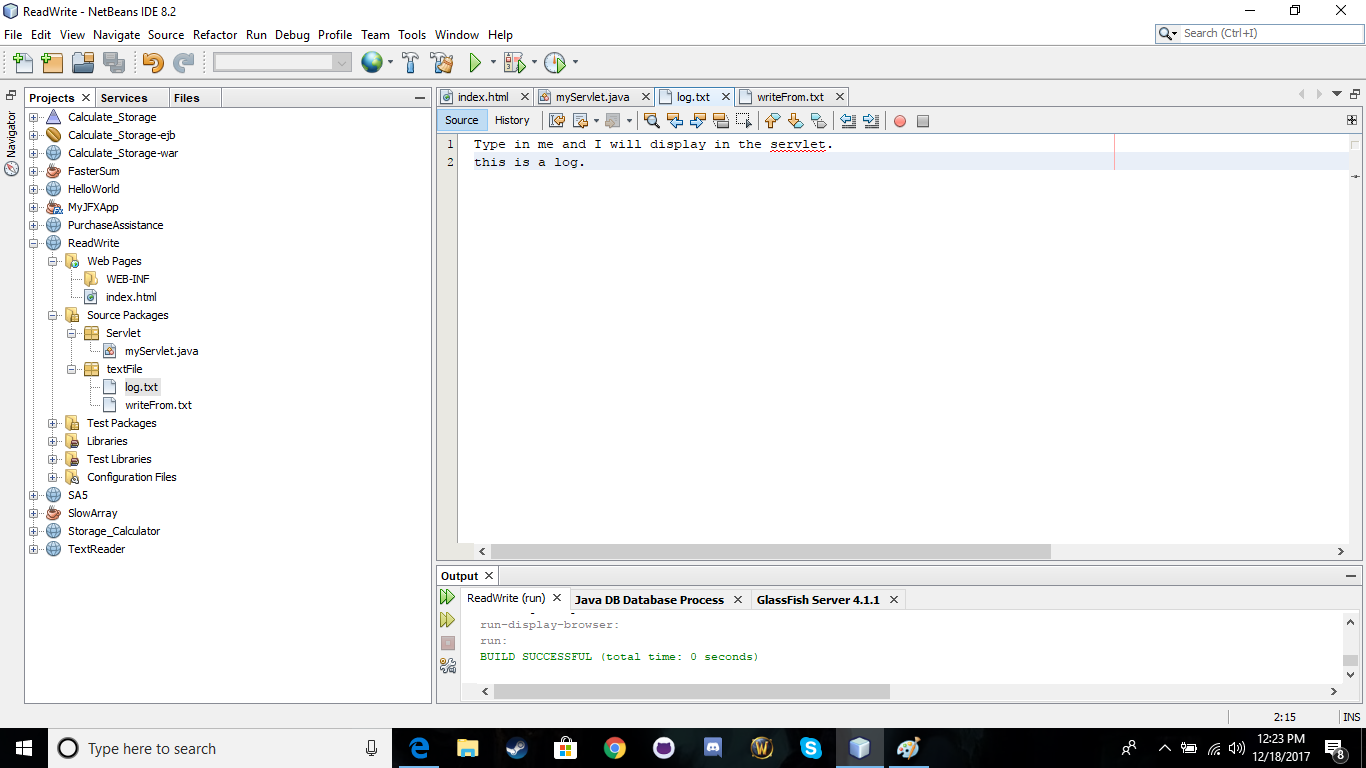 ReadWrite - NetBeans IDE 8.2
File Edit View Navigate Source Refactor Run Debug Profile Team Tools Window Help
Search (Ctrl+I)
Navigator
Projects Services Files
Calculate_Storage
Calculate_Storage-ejb
Calculate_Storage-war
FasterSum
HelloWorld
MyJFXApp
PurchaseAssistance
ReadWrite
Web Pages
WEB-INF
index.html
Source Packages
Servlet
myServlet.java
textFile
log.txt
writeFrom.txt
Test Packages
Libraries
Test Libraries
Configuration Files
SA5
SlowArray
Storage_Calculator
TextReader
index.html myServlet.java log.txt writeFrom.txt
Source History
1 Type in me and I will display in the servlet.
2 this is a log.
Output
ReadWrite (run) Java DB Database Process GlassFish Server 4.1.1
run-display-browser:
run:
BUILD SUCCESSFUL (total time: 0 seconds)
2:15 INS
Type here to search
12:23 PM
12/18/2017
8